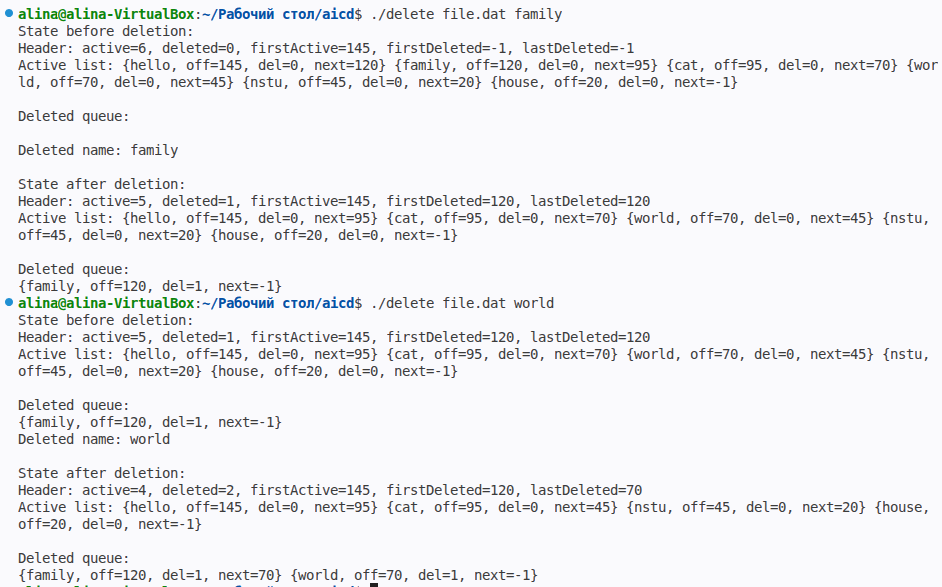 alina@alina-VirtualBox:~/Рабочий стол/aicd$ ./delete file.dat family
State before deletion:
Header: active=6, deleted=0, firstActive=145, firstDeleted=-1, lastDeleted=-1
Active list: {hello, off=145, del=0, next=120} {family, off=120, del=0, next=95} {cat, off=95, del=0, next=70} {wor
ld, off=70, del=0, next=45} {nstu, off=45, del=0, next=20} {house, off=20, del=0, next=-1}
Deleted queue:
Deleted name: family
State after deletion:
Header: active=5, deleted=1, firstActive=145, firstDeleted=120, lastDeleted=120
Active list: {hello, off=145, del=0, next=95} {cat, off=95, del=0, next=70} {world, off=70, del=0, next=45} {nstu,
off=45, del=0, next=20} {house, off=20, del=0, next=-1}
Deleted queue:
{family, off=120, del=1, next=-1}
alina@alina-VirtualBox:~/Рабочий стол/aicd$ ./delete file.dat world
State before deletion:
Header: active=5, deleted=1, firstActive=145, firstDeleted=120, lastDeleted=120
Active list: {hello, off=145, del=0, next=95} {cat, off=95, del=0, next=70} {world, off=70, del=0, next=45} {nstu,
off=45, del=0, next=20} {house, off=20, del=0, next=-1}
Deleted queue:
{family, off=120, del=1, next=-1}
Deleted name: world
State after deletion:
Header: active=4, deleted=2, firstActive=145, firstDeleted=120, lastDeleted=70
Active list: {hello, off=145, del=0, next=95} {cat, off=95, del=0, next=45} {nstu, off=45, del=0, next=20} {house,
off=20, del=0, next=-1}
Deleted queue:
{family, off=120, del=1, next=70} {world, off=70, del=1, next=-1}